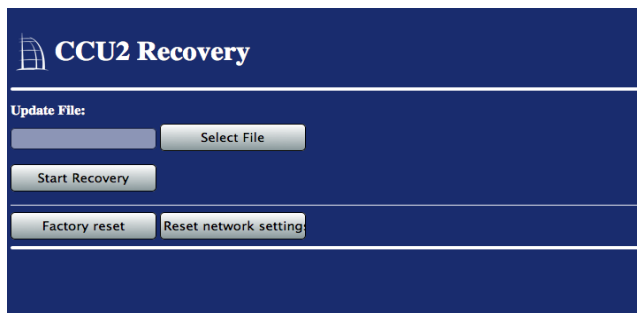 CCU2 Recovery
Update File:
Select File
Start Recovery
Factory reset Reset network setting